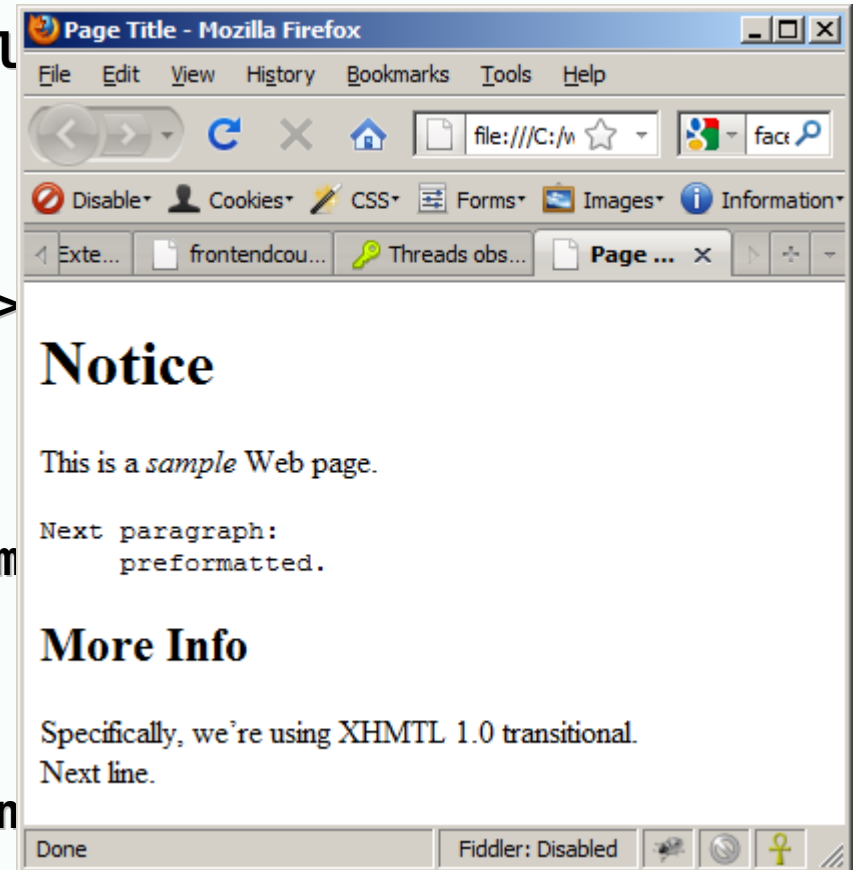 l
Page Title - Mozilla Firefox
File Edit View History Bookmarks Tools Help
file:///C:/w
face
Disable Cookies CSS Forms Images Information
Exte... frontendcou... Threads obs... Page ...
>
Notice
This is a sample Web page.
Next paragraph:
preformatted.
m
More Info
Specifically, we're using XHMTL 1.0 transitional.
Next line.
n
Done Fiddler: Disabled